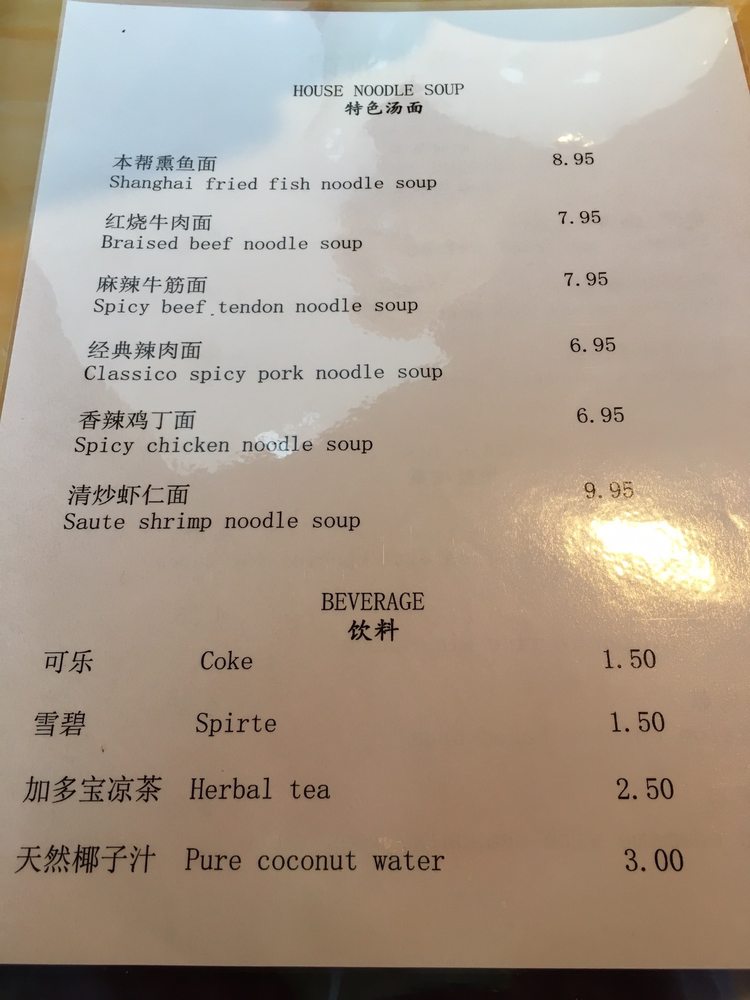 HOUSE NOODLE SOUP
特色汤面
本帮熏鱼面 8.95
Shanghai fried fish noodle soup
红烧牛肉面 7.95
Braised beef noodle soup
麻辣牛筋面 7.95
Spicy beef tendon noodle soup
经典辣肉面 6.95
Classico spicy pork noodle soup
香辣鸡丁面 6.95
Spicy chicken noodle soup
清炒虾仁面 9.95
Saute shrimp noodle soup
BEVERAGE
饮料
可乐 Coke 1.50
雪碧 Spirte 1.50
加多宝凉茶 Herbal tea 2.50
天然椰子汁 Pure coconut water 3.00